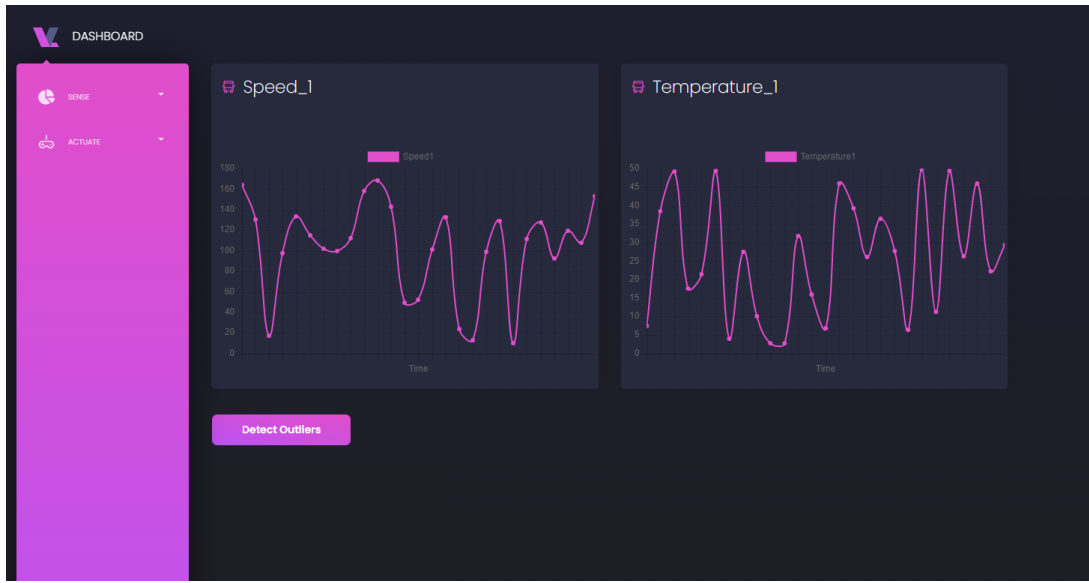 DASHBOARD
SENSE
ACTUATE
Speed_1
Speed1
180
160
140
120
100
80
60
40
20
0
Time
Temperature_1
Temperature1
50
45
40
35
30
25
20
15
10
5
0
Time
Detect Outliers